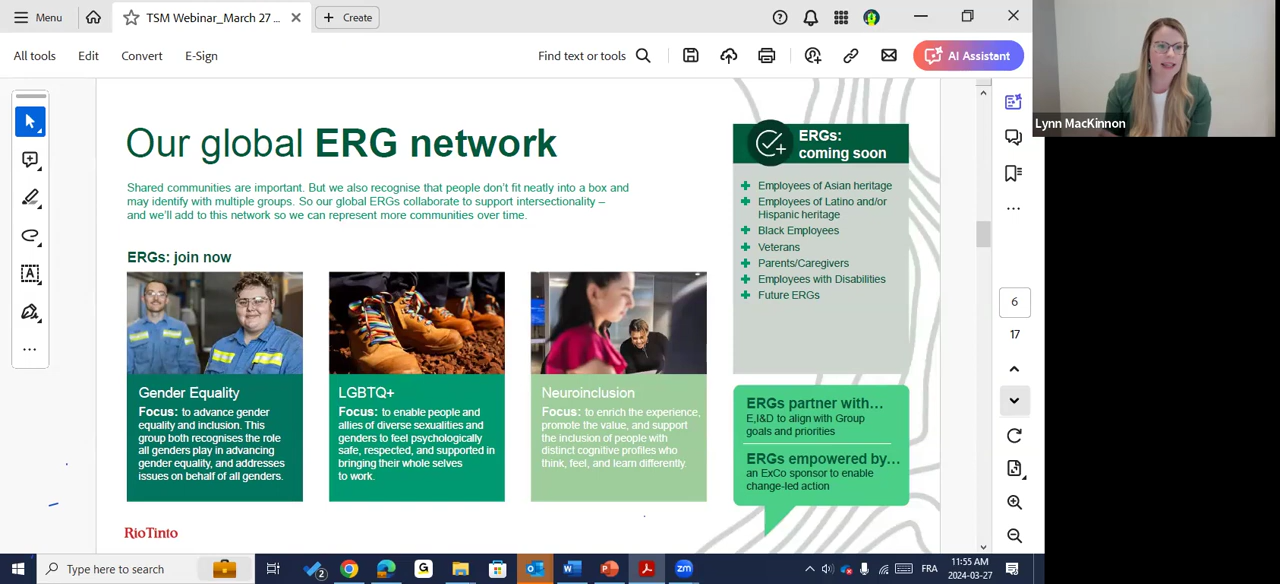 Menu
TSM Webinar_March 27 ...
Create
All tools
Edit
Convert
E-Sign
Find text or tools
AI Assistant
Lynn MacKinnon
Our global ERG network
Shared communities are important. But we also recognise that people don't fit neatly into a box and
may identify with multiple groups. So our global ERGs collaborate to support intersectionality –
and we'll add to this network so we can represent more communities over time.
ERGs: join now
Gender Equality
Focus: to advance gender
equality and inclusion. This
group both recognises the role
all genders play in advancing
gender equality, and addresses
issues on behalf of all genders.
LGBTQ+
Focus: to enable people and
allies of diverse sexualities and
genders to feel psychologically
safe, respected, and supported in
bringing their whole selves
to work.
Neuroinclusion
Focus: to enrich the experience,
promote the value, and support
the inclusion of people with
distinct cognitive profiles who
think, feel, and learn differently.
ERGs:
coming soon
Employees of Asian heritage
Employees of Latino and/or
Hispanic heritage
Black Employees
Veterans
Parents/Caregivers
Employees with Disabilities
Future ERGs
ERGs partner with...
E,I&D to align with Group
goals and priorities
ERGs empowered by...
an ExCo sponsor to enable
change-led action
RioTinto
6
17
Type here to search
2
FRA
11:55 AM
2024-03-27